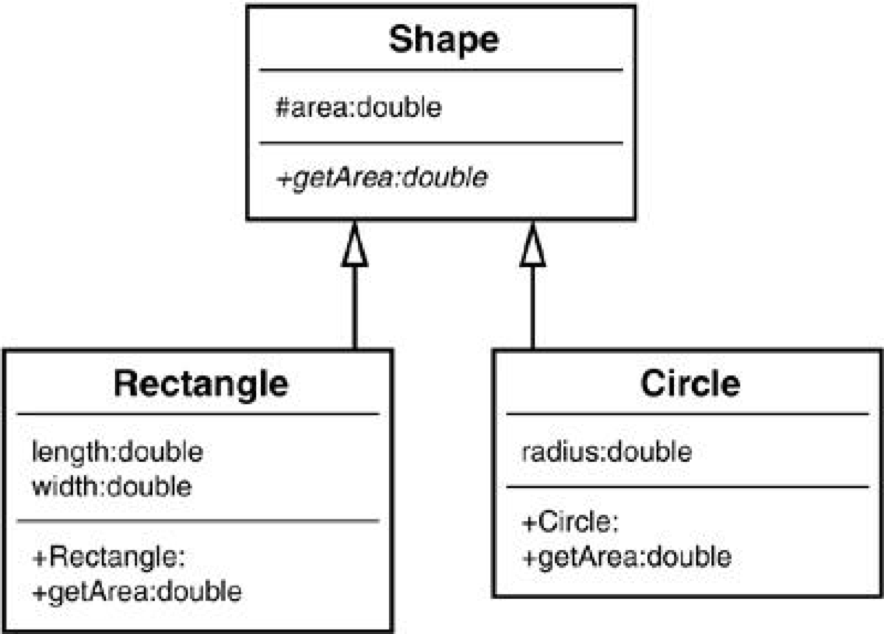 Shape
#area:double
+getArea:double
Rectangle
length:double
width:double
+Rectangle:
+getArea:double
Circle
radius:double
+Circle:
+getArea:double